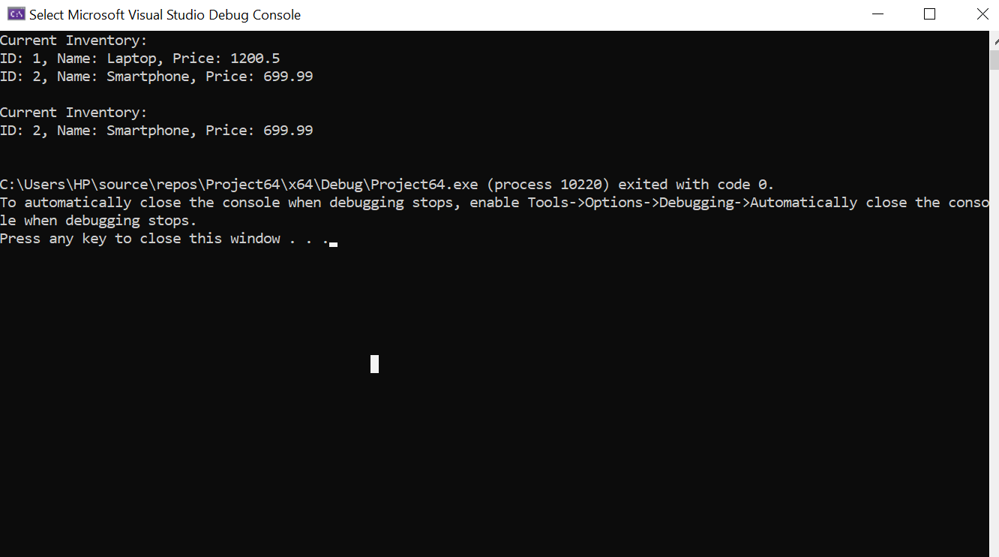 Select Microsoft Visual Studio Debug Console
Current Inventory:
ID: 1, Name: Laptop, Price: 1200.5
ID: 2, Name: Smartphone, Price: 699.99
Current Inventory:
ID: 2, Name: Smartphone, Price: 699.99
C:\Users\HP\source\repos\Project64\x64\Debug\Project64.exe (process 10220) exited with code 0.
To automatically close the console when debugging stops, enable Tools->Options->Debugging->Automatically close the conso
le when debugging stops.
Press any key to close this window . . .